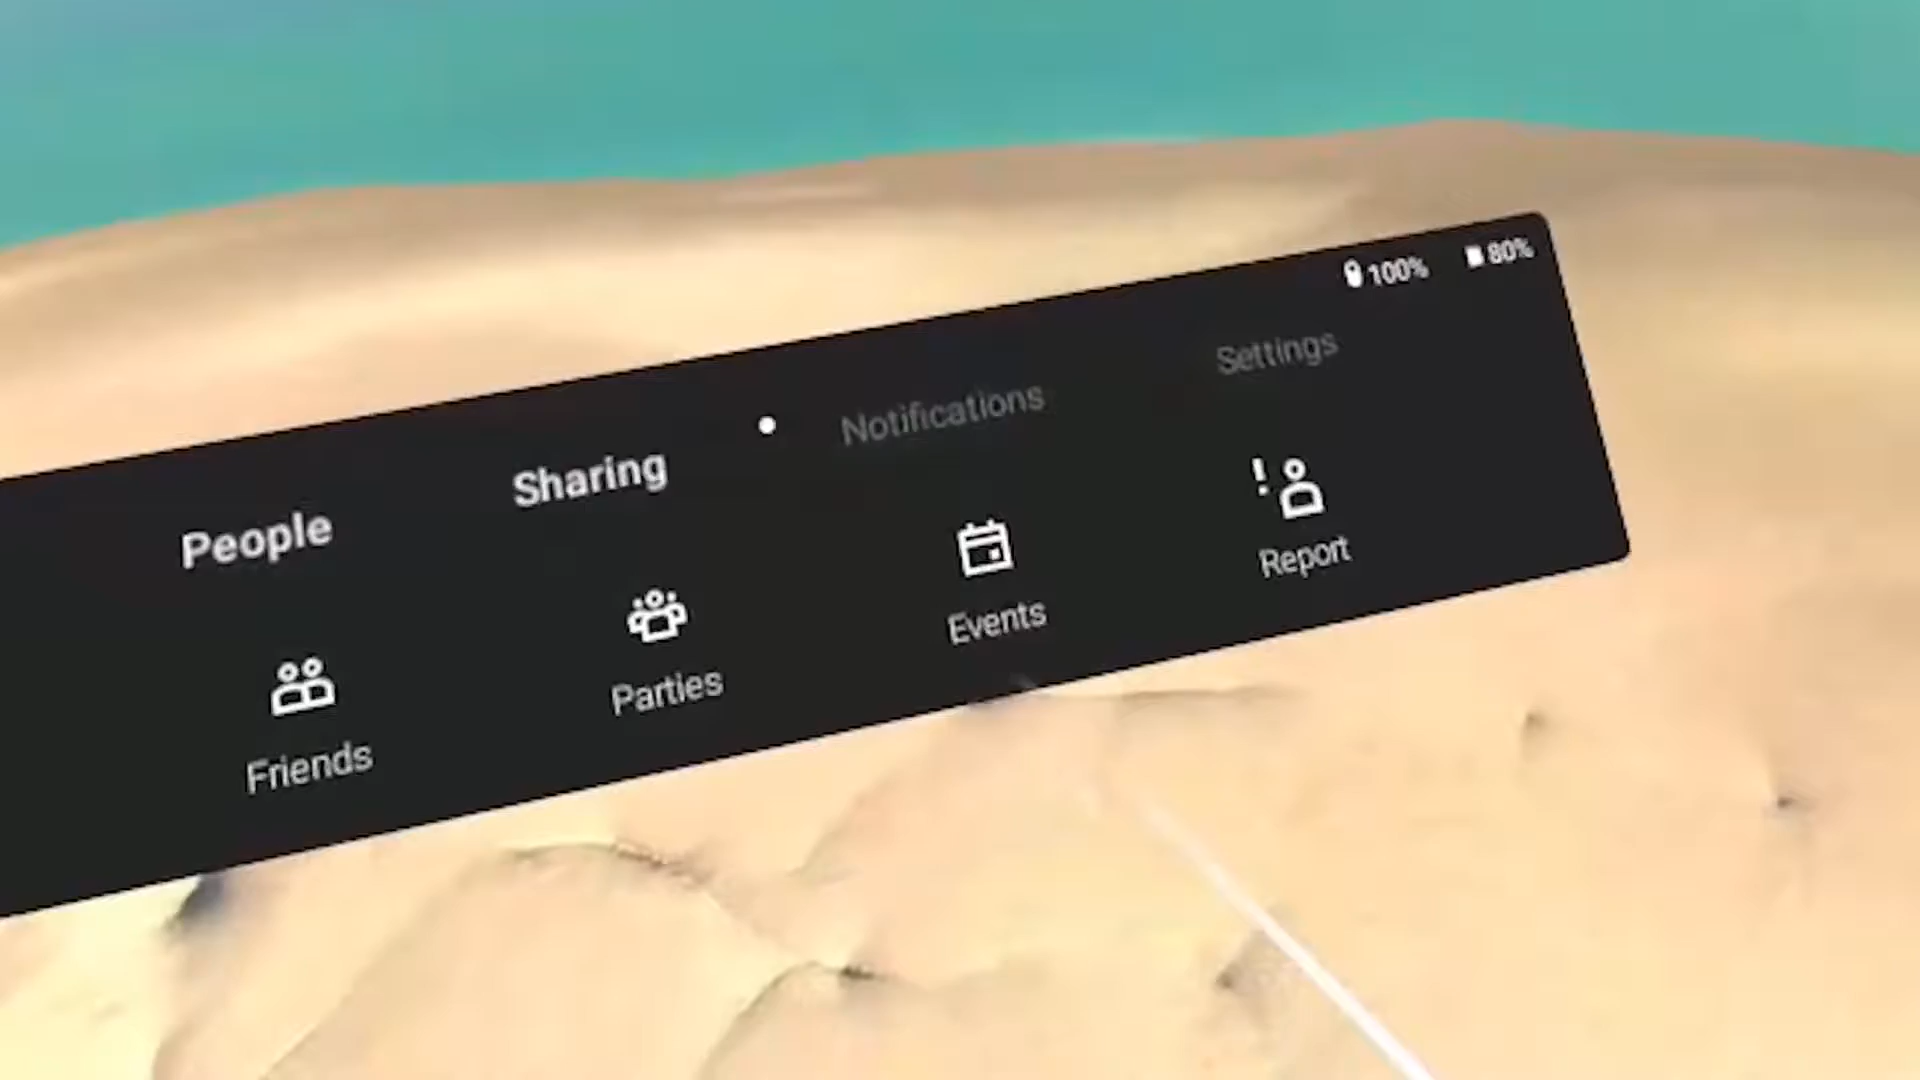 100% 80%
People Sharing Notifications Settings
Friends Parties Events Report